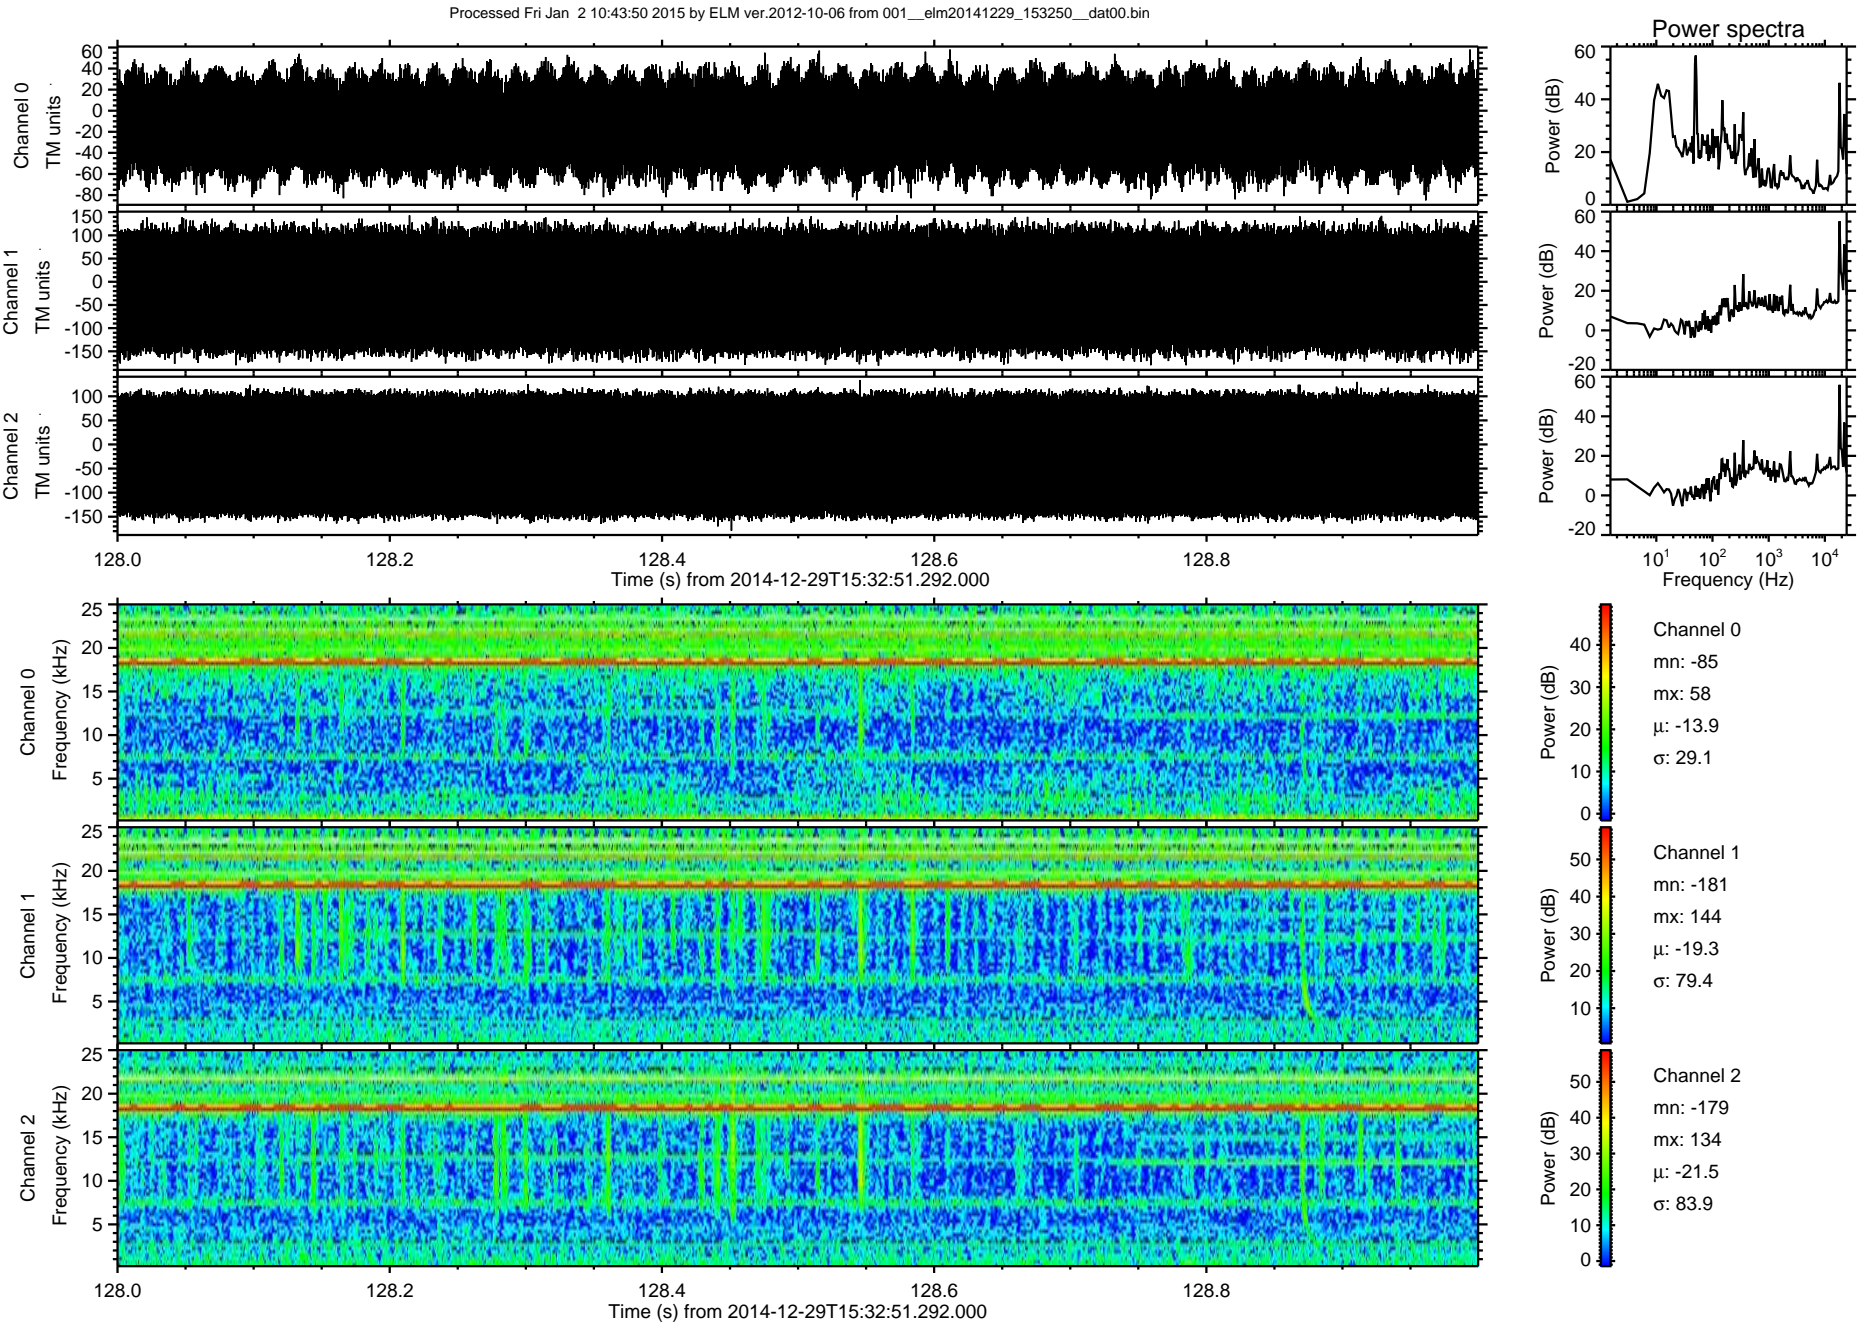 Processed Fri Jan  2 10:43:50 2015 by ELM ver.2012-10-06 from 001__elm20141229_153250__dat00.bin
Power spectra
Channel 0
TM units
60
40
20
0
-20
-40
-60
-80
Power (dB)
60
40
20
0
Channel 1
TM units
150
100
50
0
-50
-100
-150
Power (dB)
60
40
20
0
-20
Channel 2
TM units
100
50
0
-50
-100
-150
Power (dB)
60
40
20
0
-20
128.0 128.2 128.4 128.6 128.8
Time (s) from 2014-12-29T15:32:51.292.000
10^1 10^2 10^3 10^4
Frequency (Hz)
Channel 0
Frequency (kHz)
25
20
15
10
5
Power (dB)
40
30
20
10
0
Channel 0
mn: -85
mx: 58
µ: -13.9
σ: 29.1
Channel 1
Frequency (kHz)
25
20
15
10
5
Power (dB)
50
40
30
20
10
Channel 1
mn: -181
mx: 144
µ: -19.3
σ: 79.4
Channel 2
Frequency (kHz)
25
20
15
10
5
Power (dB)
50
40
30
20
10
0
Channel 2
mn: -179
mx: 134
µ: -21.5
σ: 83.9
128.0 128.2 128.4 128.6 128.8
Time (s) from 2014-12-29T15:32:51.292.000